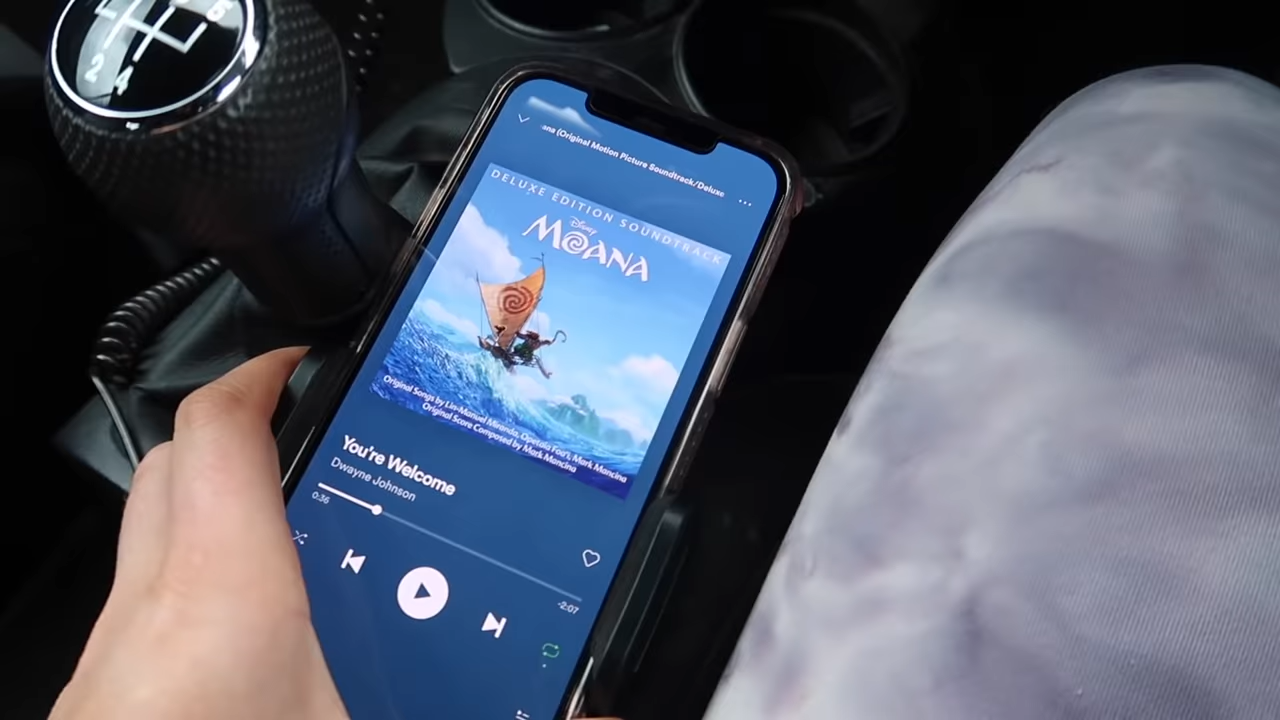 5
2 4
ana (Original Motion Picture Soundtrack/Deluxe
DELUXE EDITION SOUNDTRACK
Disney
MOANA
Original Songs by Lin-Manuel Miranda, Opetaia Foa'i, Mark Mancina
Original Score Composed by Mark Mancina
You're Welcome
Dwayne Johnson
0:36
-2:07